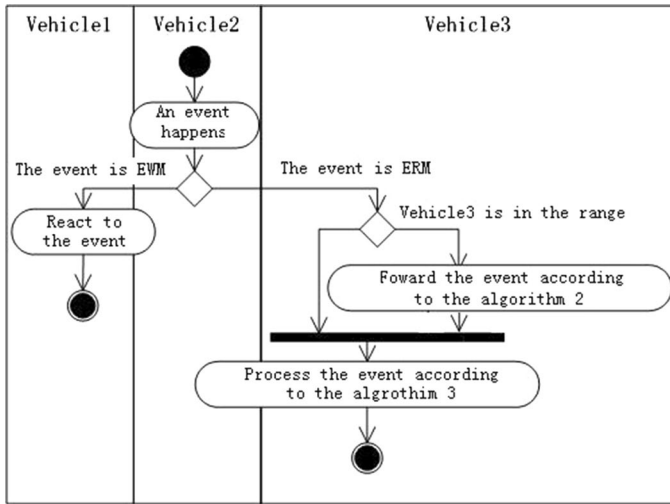 Vehicle1
Vehicle2
Vehicle3
An event
happens
The event is EWM
The event is ERM
React to
the event
Vehicle3 is in the range
Foward the event according
to the algorithm 2
Process the event according
to the algrothim 3